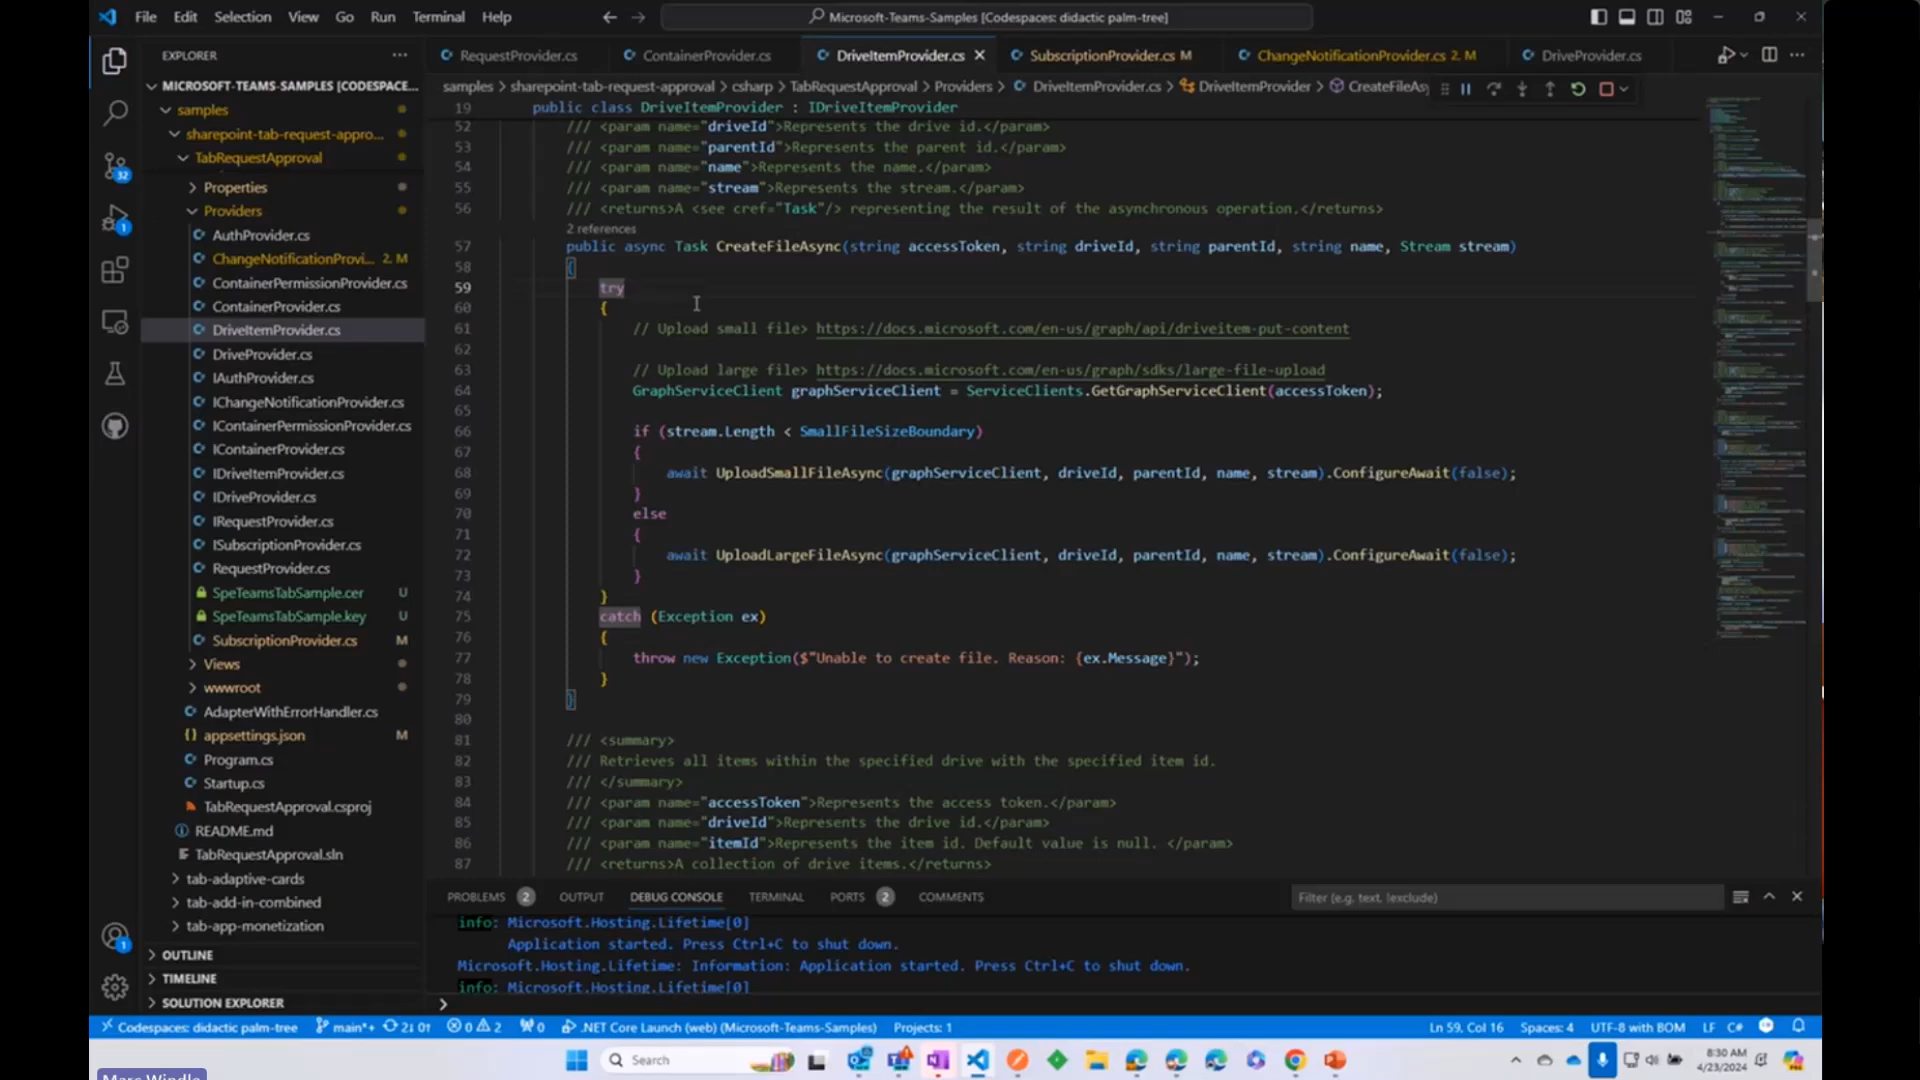 File Edit Selection View Go Run Terminal Help
Microsoft-Teams-Samples [Codespaces: didactic palm-tree]
EXPLORER
RequestProvider.cs ContainerProvider.cs DriveItemProvider.cs SubscriptionProvider.cs M ChangeNotificationProvider.cs 2, M DriveProvider.cs
MICROSOFT-TEAMS-SAMPLES [CODESPACE...
samples
sharepoint-tab-request-appro...
TabRequestApproval
Properties
Providers
AuthProvider.cs
ChangeNotificationProvi... 2, M
ContainerPermissionProvider.cs
ContainerProvider.cs
DriveItemProvider.cs
DriveProvider.cs
IAuthProvider.cs
IChangeNotificationProvider.cs
IContainerPermissionProvider.cs
IContainerProvider.cs
IDriveItemProvider.cs
IDriveProvider.cs
IRequestProvider.cs
ISubscriptionProvider.cs
RequestProvider.cs
SpeTeamsTabSample.cer U
SpeTeamsTabSample.key U
SubscriptionProvider.cs M
Views
wwwroot
AdapterWithErrorHandler.cs
{} appsettings.json M
Program.cs
Startup.cs
TabRequestApproval.csproj
README.md
TabRequestApproval.sln
tab-adaptive-cards
tab-add-in-combined
tab-app-monetization
OUTLINE
TIMELINE
SOLUTION EXPLORER
32
1
1
samples > sharepoint-tab-request-approval > csharp > TabRequestApproval > Providers > DriveItemProvider.cs > DriveItemProvider > CreateFileAsy
19 public class DriveItemProvider : IDriveItemProvider
52 /// <param name="driveId">Represents the drive id.</param>
53 /// <param name="parentId">Represents the parent id.</param>
54 /// <param name="name">Represents the name.</param>
55 /// <param name="stream">Represents the stream.</param>
56 /// <returns>A <see cref="Task"/> representing the result of the asynchronous operation.</returns>
2 references
57 public async Task CreateFileAsync(string accessToken, string driveId, string parentId, string name, Stream stream)
58 {
59 try
60 {
61 // Upload small file> https://docs.microsoft.com/en-us/graph/api/driveitem-put-content
62
63 // Upload large file> https://docs.microsoft.com/en-us/graph/sdks/large-file-upload
64 GraphServiceClient graphServiceClient = ServiceClients.GetGraphServiceClient(accessToken);
65
66 if (stream.Length < SmallFileSizeBoundary)
67 {
68 await UploadSmallFileAsync(graphServiceClient, driveId, parentId, name, stream).ConfigureAwait(false);
69 }
70 else
71 {
72 await UploadLargeFileAsync(graphServiceClient, driveId, parentId, name, stream).ConfigureAwait(false);
73 }
74 }
75 catch (Exception ex)
76 {
77 throw new Exception($"Unable to create file. Reason: {ex.Message}");
78 }
79 }
80
81 /// <summary>
82 /// Retrieves all items within the specified drive with the specified item id.
83 /// </summary>
84 /// <param name="accessToken">Represents the access token.</param>
85 /// <param name="driveId">Represents the drive id.</param>
86 /// <param name="itemId">Represents the item id. Default value is null. </param>
87 /// <returns>A collection of drive items.</returns>
PROBLEMS 2 OUTPUT DEBUG CONSOLE TERMINAL PORTS 2 COMMENTS Filter (e.g. text, !exclude)
info: Microsoft.Hosting.Lifetime[0]
Application started. Press Ctrl+C to shut down.
Microsoft.Hosting.Lifetime: Information: Application started. Press Ctrl+C to shut down.
info: Microsoft.Hosting.Lifetime[0]
Codespaces: didactic palm-tree main*+ 2↓ 0↑ 0 2 0 .NET Core Launch (web) (Microsoft-Teams-Samples) Projects: 1 Ln 59, Col 16 Spaces: 4 UTF-8 with BOM LF C#
Search
8:30 AM
4/23/2024
Marc Windle